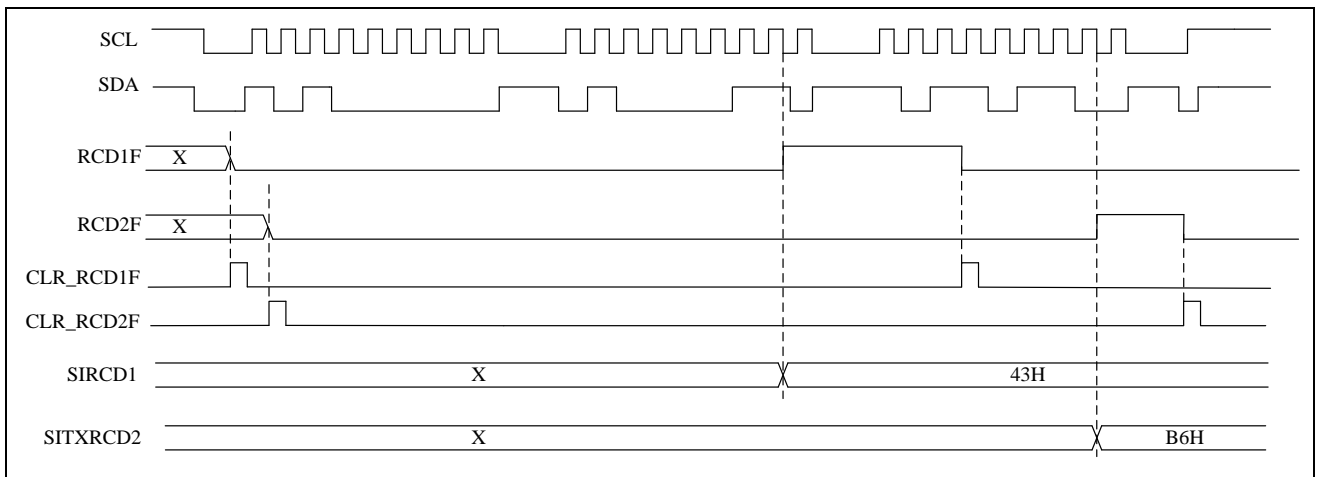 SCL
SDA
RCD1F X
RCD2F X
CLR_RCD1F
CLR_RCD2F
SIRCD1 X 43H
SITXRCD2 X B6H